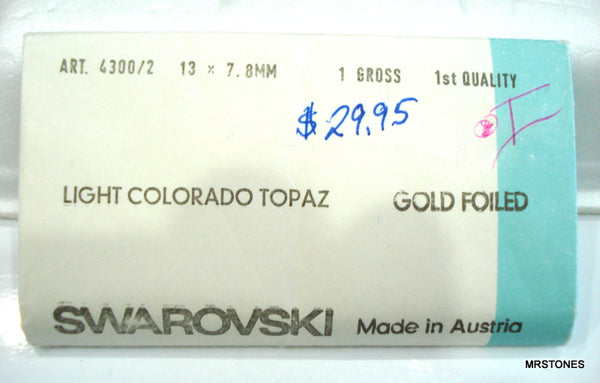 ART. 4300/2 13 × 7.8MM 1 GROSS 1st QUALITY
$29.95
I
LIGHT COLORADO TOPAZ GOLD FOILED
SWAROVSKI Made in Austria
MRSTONES